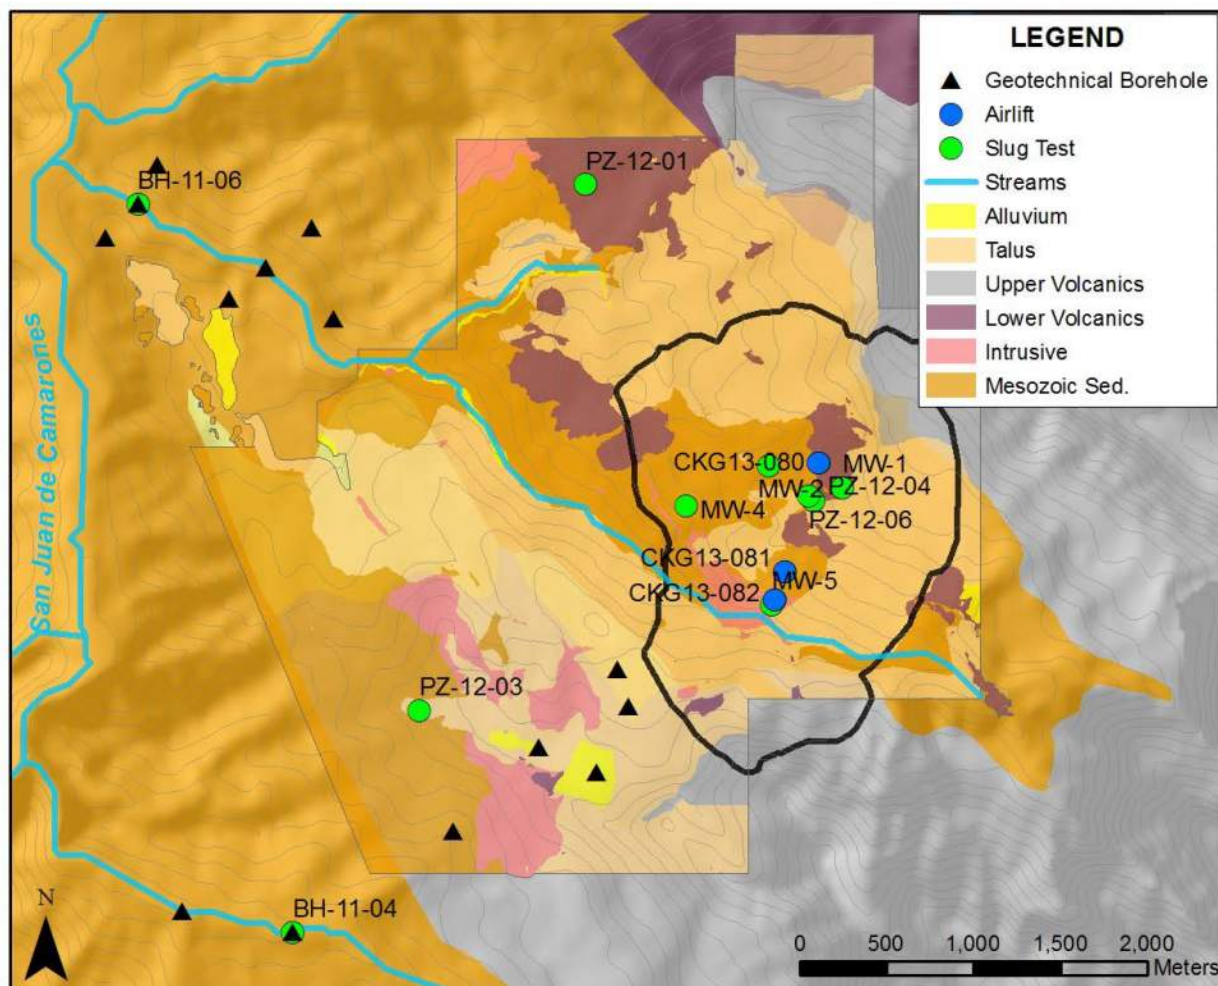 LEGEND
Geotechnical Borehole
Airlift
Slug Test
Streams
Alluvium
Talus
Upper Volcanics
Lower Volcanics
Intrusive
Mesozoic Sed.
PZ-12-01
BH-11-06
San Juan de Camarones
CKG13-080
MW-1
MW-2
PZ-12-04
MW-4
PZ-12-06
CKG13-081
MW-5
CKG13-082
PZ-12-03
BH-11-04
N
0 500 1,000 1,500 2,000
Meters